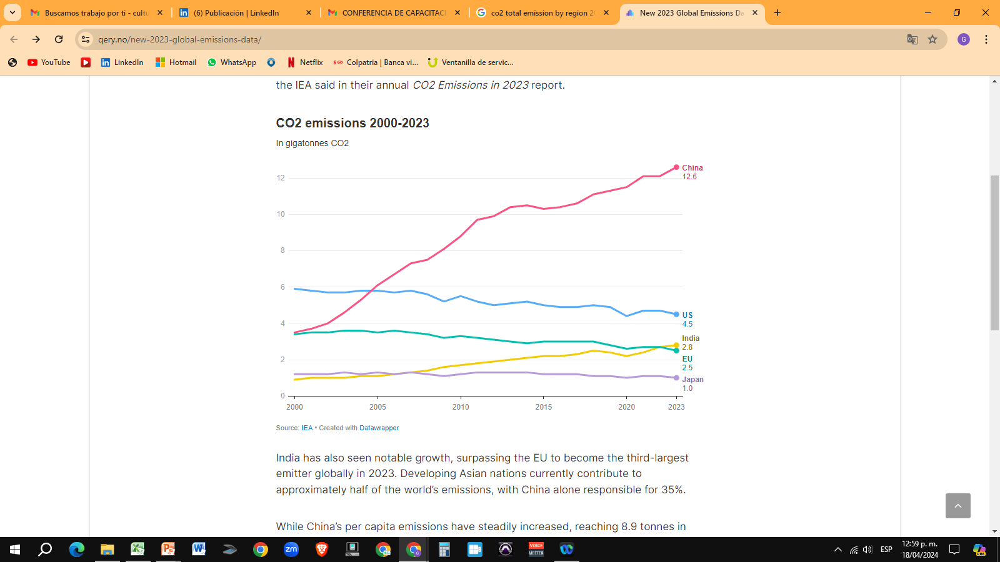 Buscamos trabajo por ti - cultu
(6) Publicación | LinkedIn
CONFERENCIA DE CAPACITACI
co2 total emission by region 2
New 2023 Global Emissions Da
qery.no/new-2023-global-emissions-data/
G
YouTube
LinkedIn
Hotmail
WhatsApp
Netflix
Colpatria | Banca vi...
Ventanilla de servic...
the IEA said in their annual CO2 Emissions in 2023 report.
CO2 emissions 2000-2023
In gigatonnes CO2
China
12.6
12
10
8
6
4
2
0
US
4.5
India
2.8
EU
2.5
Japan
1.0
2000
2005
2010
2015
2020
2023
Source: IEA • Created with Datawrapper
India has also seen notable growth, surpassing the EU to become the third-largest
emitter globally in 2023. Developing Asian nations currently contribute to
approximately half of the world's emissions, with China alone responsible for 35%.
While China's per capita emissions have steadily increased, reaching 8.9 tonnes in
zm
VOICE
MEETER
ESP
12:59 p. m.
18/04/2024
PRE